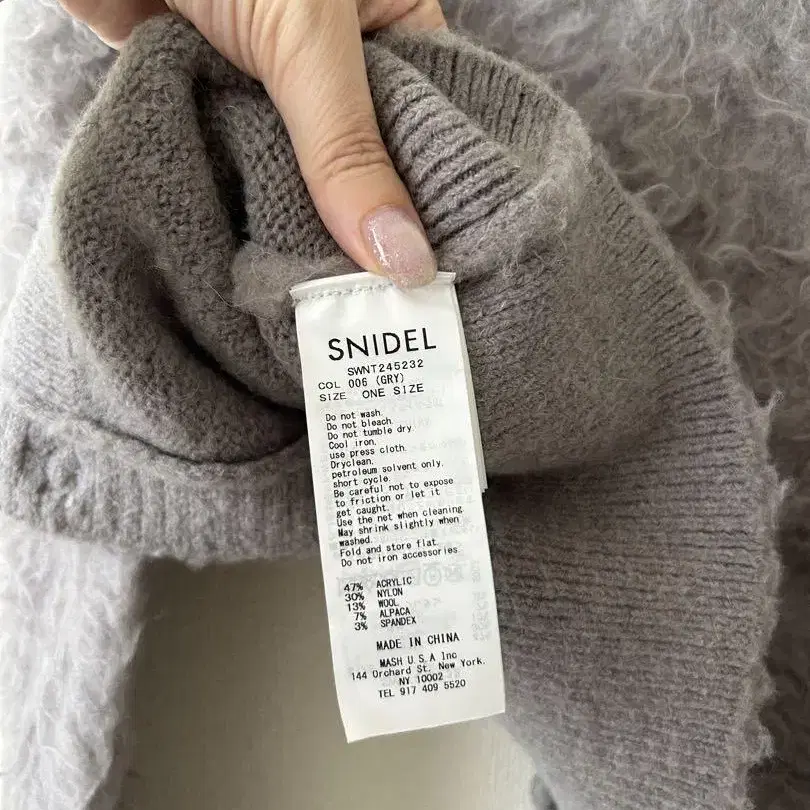 SNIDEL
SWNT245232
COL 006 (GRY)
SIZE ONE SIZE
Do not wash.
Do not bleach.
Do not tumble dry.
Cool iron.
use press cloth.
Dryclean.
petroleum solvent only.
short cycle.
Be careful not to expose
to friction or let it
get caught.
Use the net when cleaning.
May shrink slightly when
washed.
Fold and store flat.
Do not iron accessories.
47% ACRYLIC
30% NYLON
13% WOOL
7% ALPACA
3% SPANDEX
MADE IN CHINA
MASH U.S.A Inc
144 Orchard St. New York.
NY 10002
TEL 917 409 5520